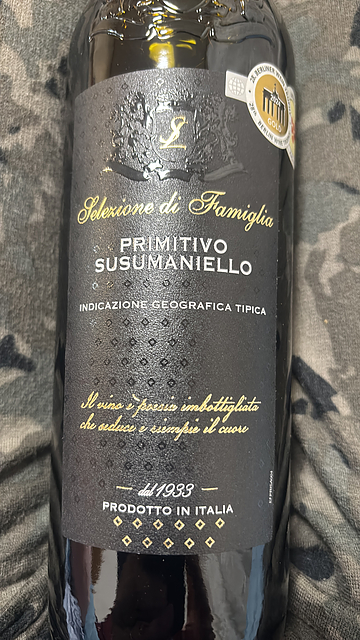 Selezione di Famiglia
PRIMITIVO
SUSUMANIELLO
INDICAZIONE GEOGRAFICA TIPICA
Il vino è poesia imbottigliata
che seduce e riempie il cuore
dal 1933
PRODOTTO IN ITALIA
GOLD